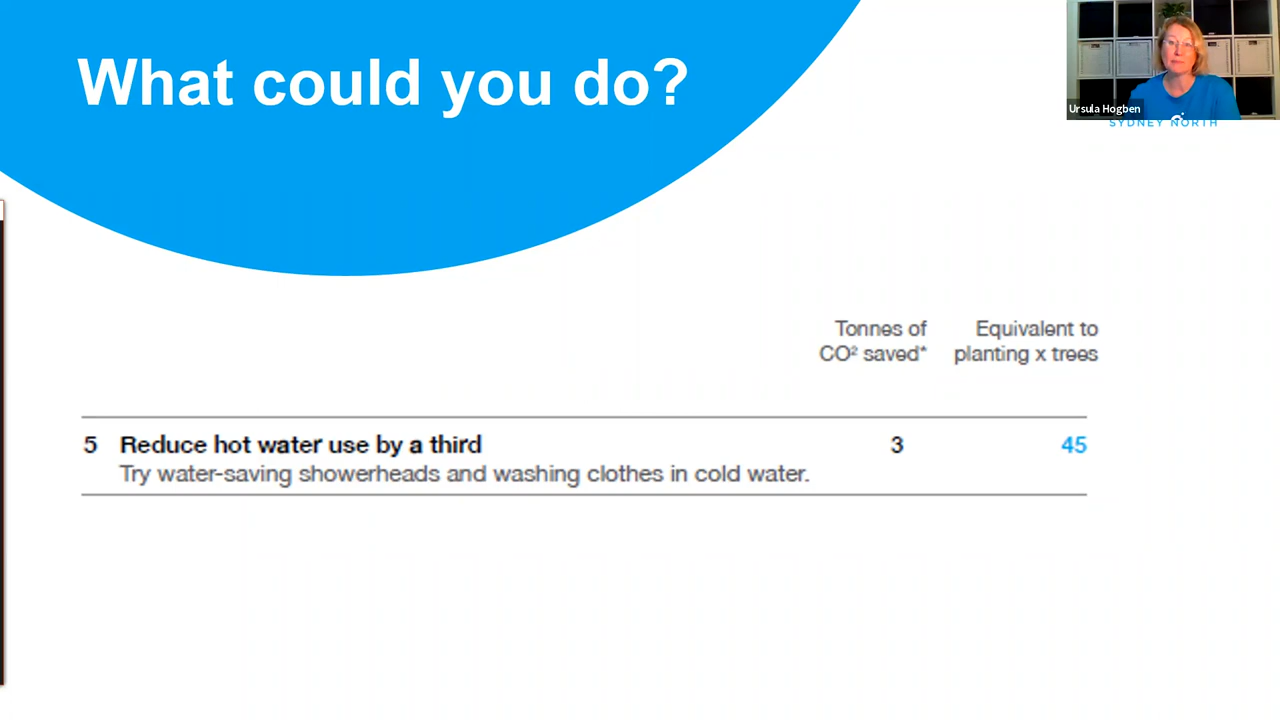 What could you do?
Ursula Hogben
SYDNEY NORTH
Tonnes of Equivalent to
CO² saved* planting x trees
5 Reduce hot water use by a third 3 45
Try water-saving showerheads and washing clothes in cold water.